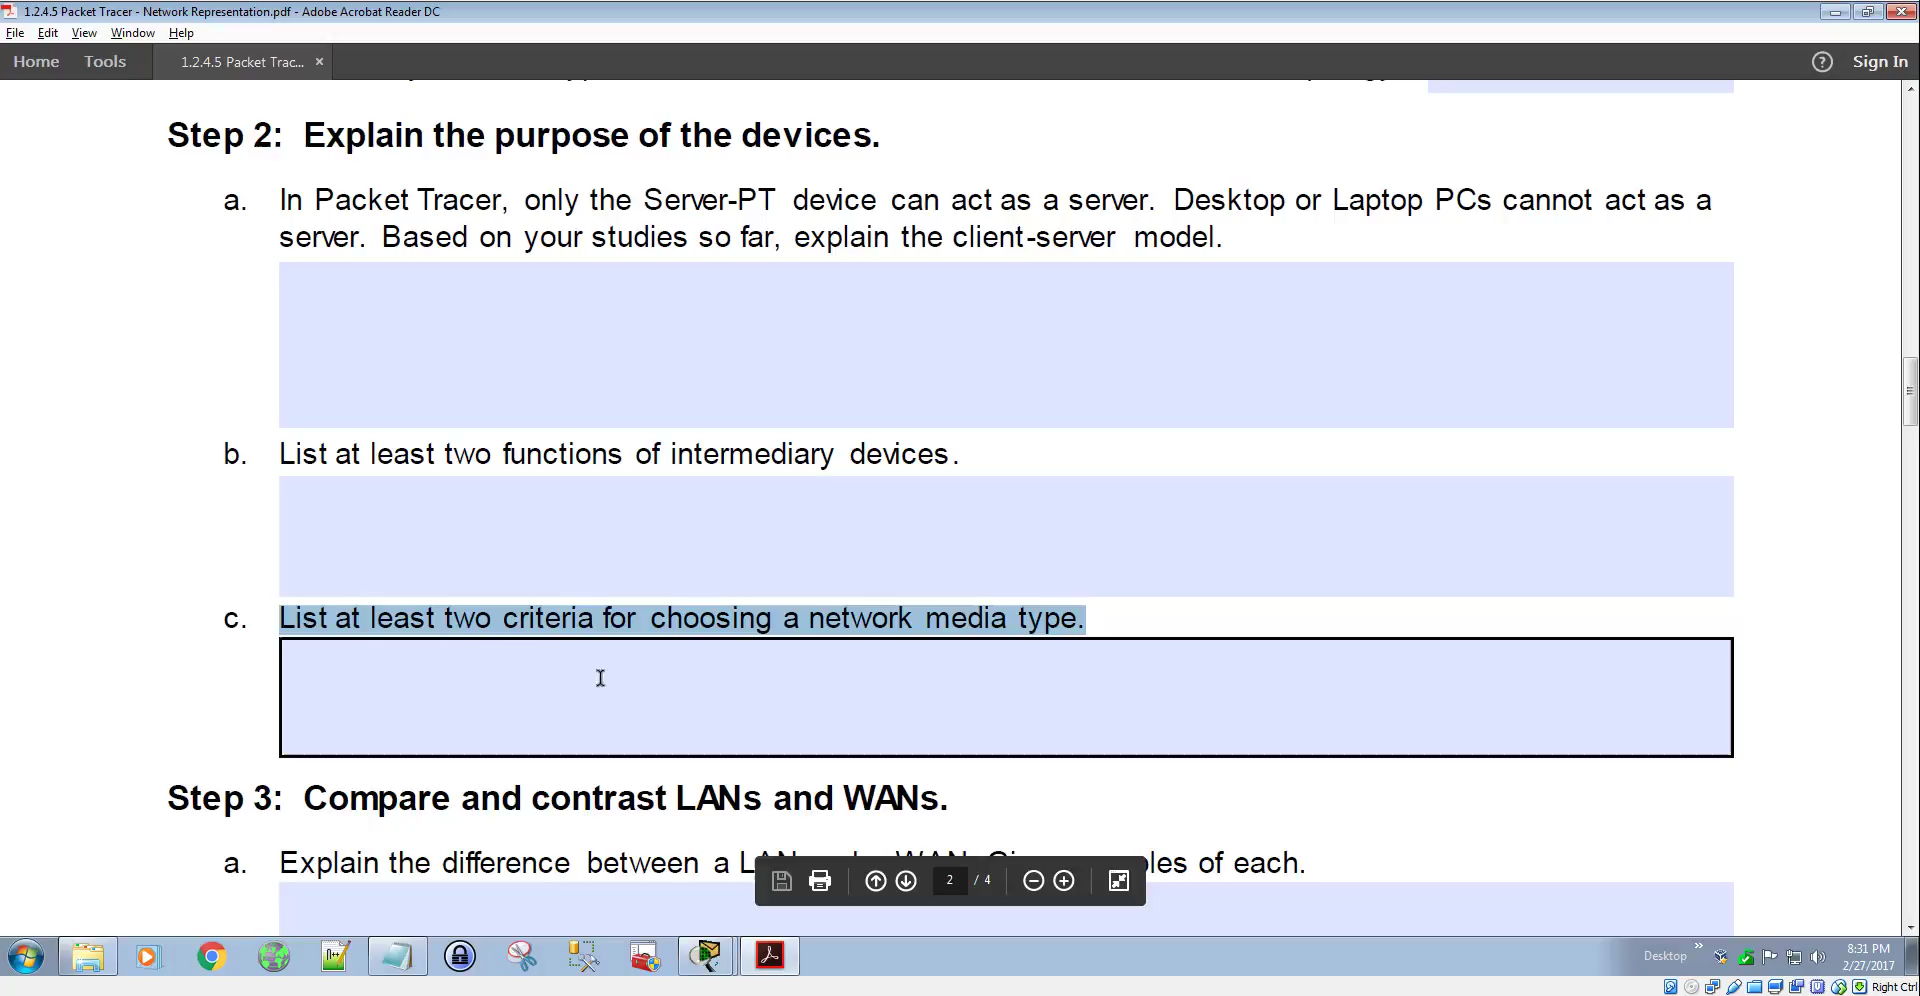 1.2.4.5 Packet Tracer - Network Representation.pdf - Adobe Acrobat Reader DC
File Edit View Window Help
Home Tools 1.2.4.5 Packet Trac... × ? Sign In
Step 2: Explain the purpose of the devices.
a. In Packet Tracer, only the Server-PT device can act as a server. Desktop or Laptop PCs cannot act as a
server. Based on your studies so far, explain the client-server model.
b. List at least two functions of intermediary devices.
c. List at least two criteria for choosing a network media type.
Step 3: Compare and contrast LANs and WANs.
a. Explain the difference between a of each.
2 / 4
Desktop »
8:31 PM
2/27/2017
Right Ctrl